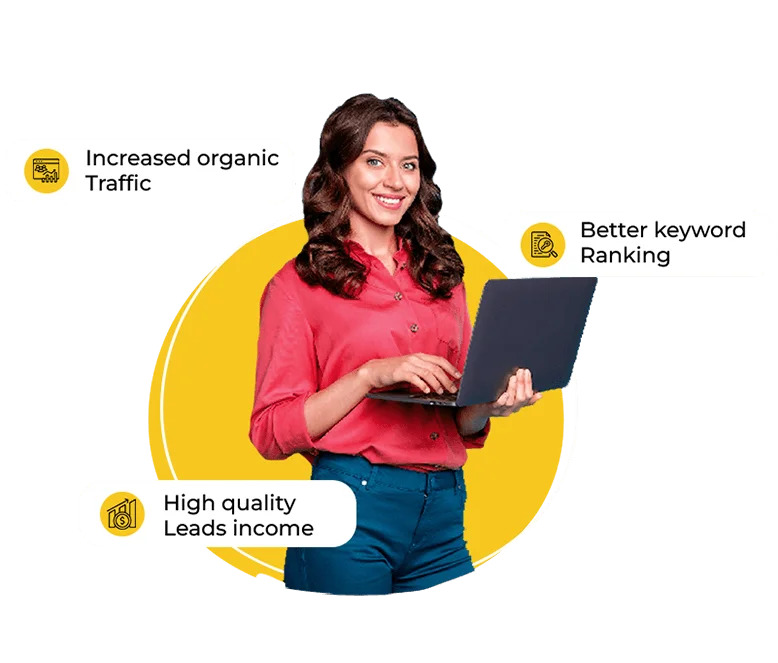 Increased organic
Traffic
Better keyword
Ranking
High quality
Leads income